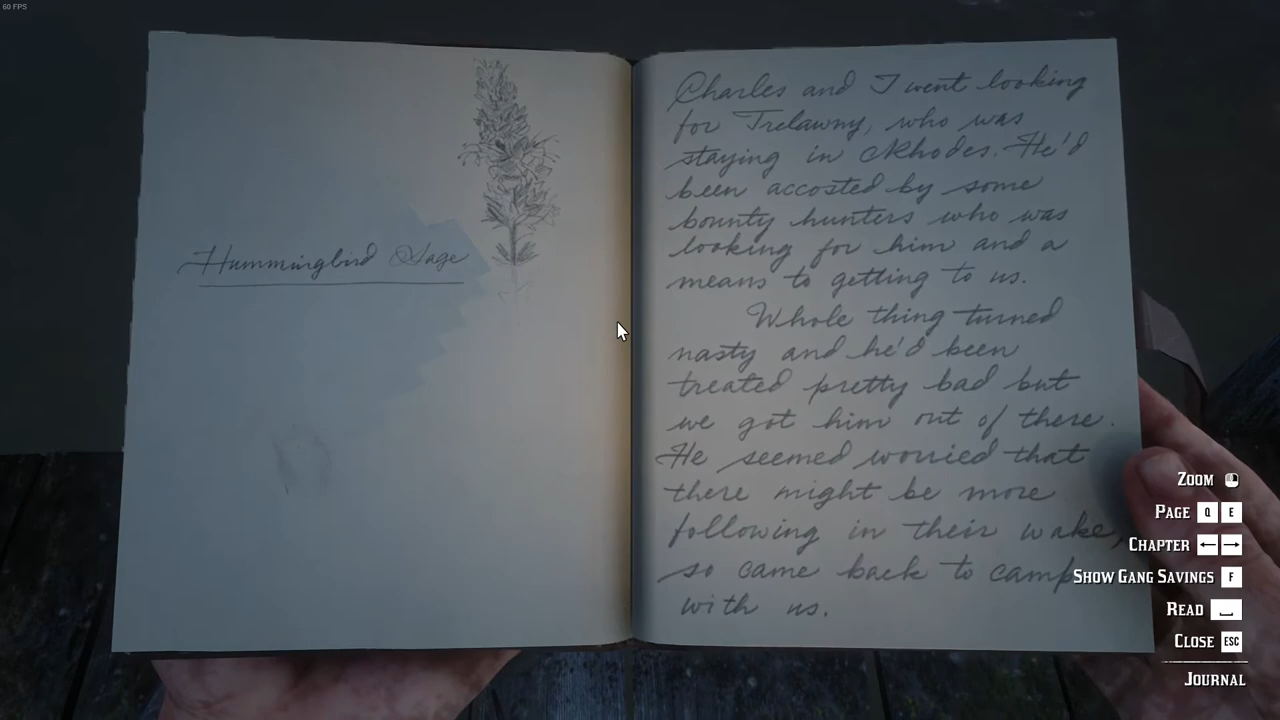 60 FPS
Hummingbird Sage
Charles and I went looking
for Trelawny, who was
staying in Rhodes. He'd
been accosted by some
bounty hunters who was
looking for him and a
means to getting to us.
Whole thing turned
nasty and he'd been
treated pretty bad but
we got him out of there.
He seemed worried that
there might be more
following in their wake,
so came back to camp
with us.
ZOOM
PAGE Q E
CHAPTER ← →
SHOW GANG SAVINGS F
READ
CLOSE ESC
JOURNAL